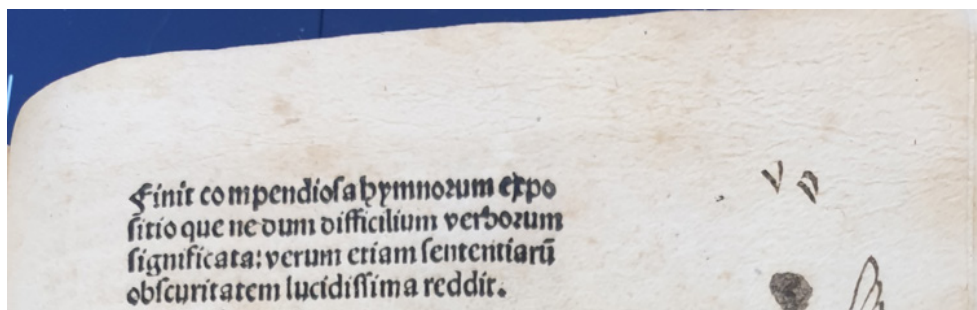 Finit compendiosa hymnorum expo
sitio que ne dum difficilium verborum
significata: verum etiam sententiarū
obscuritatem lucidissima reddit.